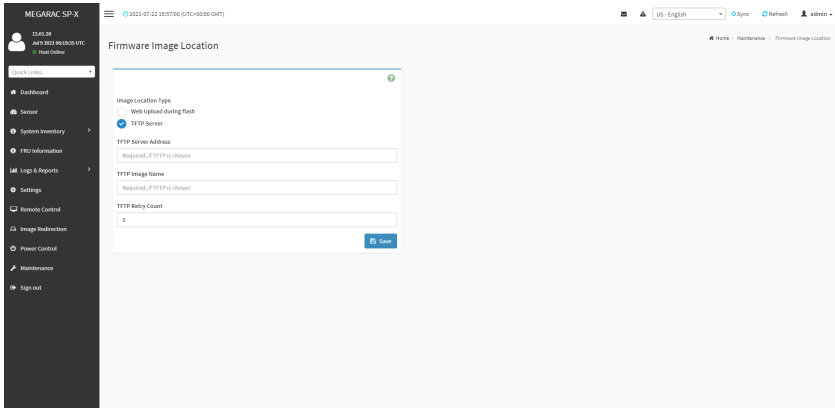 MEGARAC SP-X
2021-07-22 15:57:00 (UTC+00:00 GMT)
US - English
Sync
Refresh
admin
13.01.28
Jul 9 2021 06:19:35 UTC
Host Online
Quick Links..
Dashboard
Sensor
System Inventory
FRU Information
Logs & Reports
Settings
Remote Control
Image Redirection
Power Control
Maintenance
Sign out
Firmware Image Location
Home > Maintenance > Firmware Image Location
Image Location Type
Web Upload during flash
TFTP Server
TFTP Server Address
Required, if TFTP is chosen
TFTP Image Name
Required, if TFTP is chosen
TFTP Retry Count
0
Save